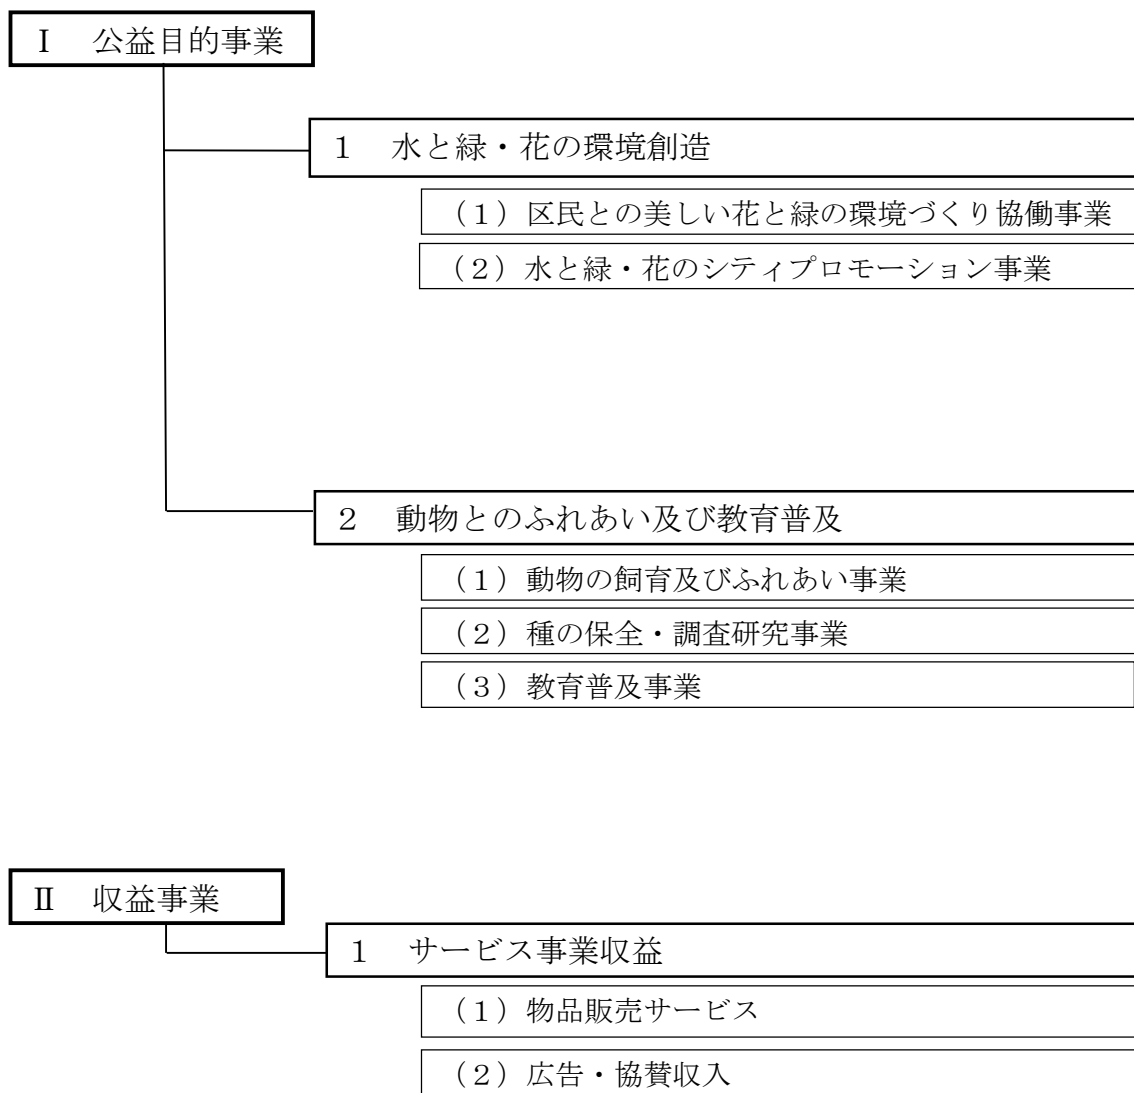 Ⅰ　公益目的事業
１　水と緑・花の環境創造
（１）区民との美しい花と緑の環境づくり協働事業
（２）水と緑・花のシティプロモーション事業
２　動物とのふれあい及び教育普及
（１）動物の飼育及びふれあい事業
（２）種の保全・調査研究事業
（３）教育普及事業
Ⅱ　収益事業
１　サービス事業収益
（１）物品販売サービス
（２）広告・協賛収入